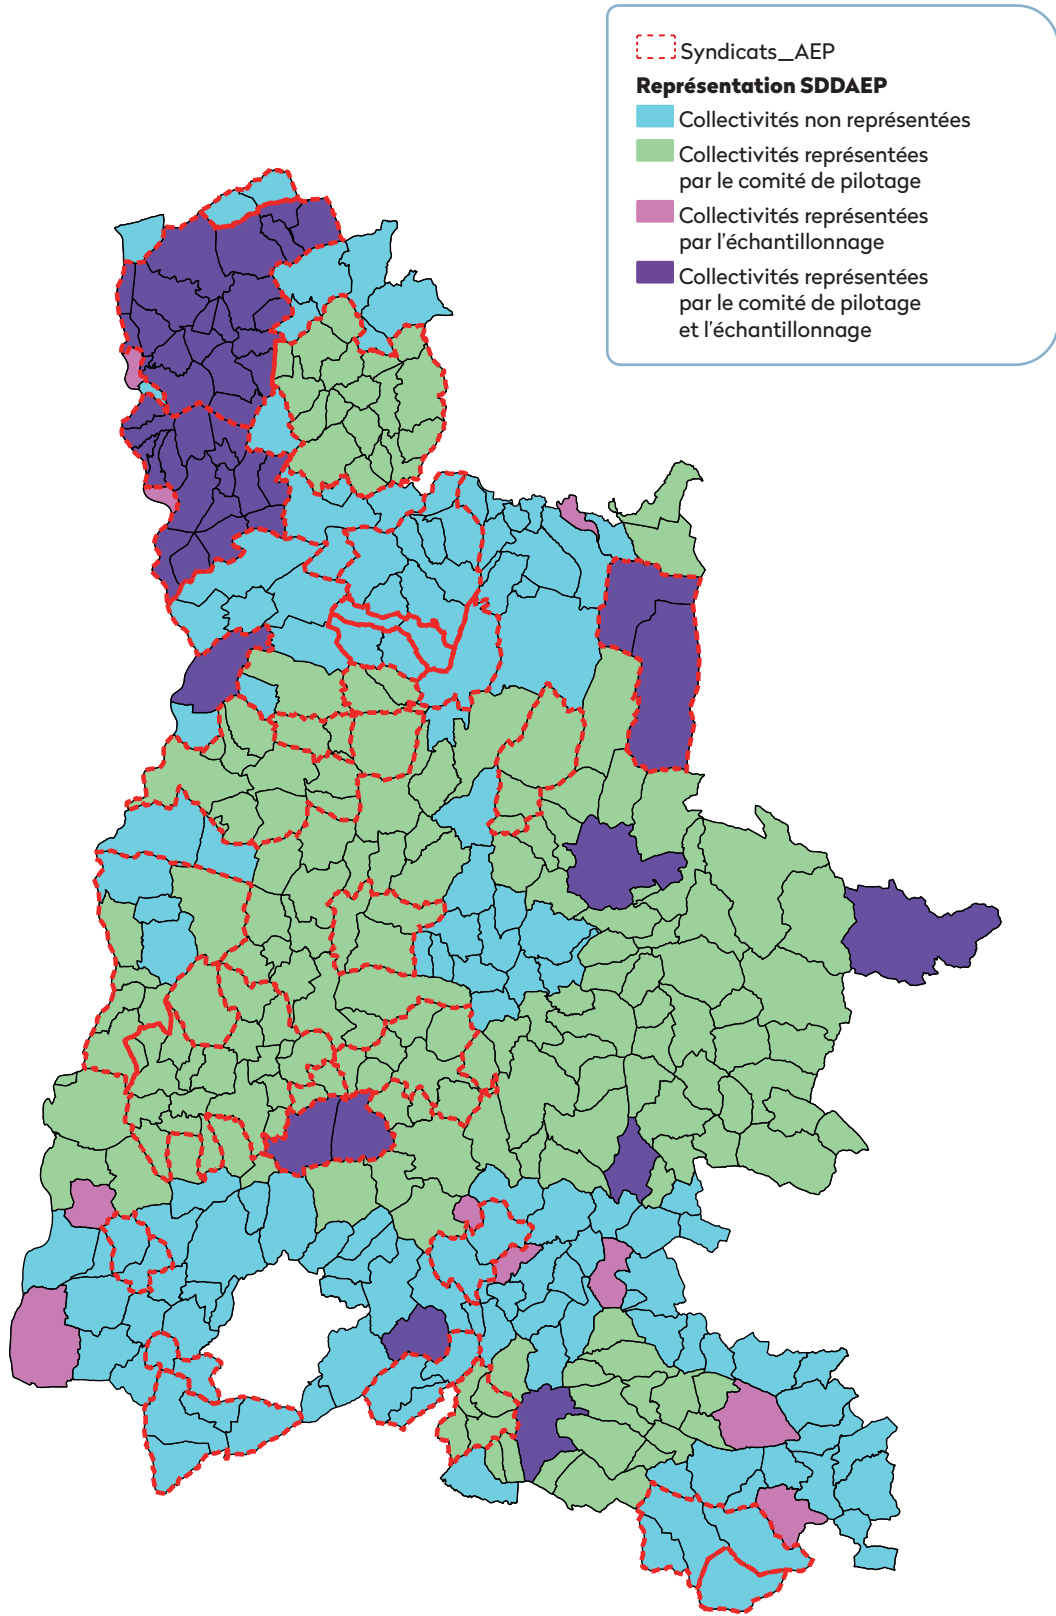 Syndicats_AEP
Représentation SDDAEP
Collectivités non représentées
Collectivités représentées
par le comité de pilotage
Collectivités représentées
par l'échantillonnage
Collectivités représentées
par le comité de pilotage
et l'échantillonnage